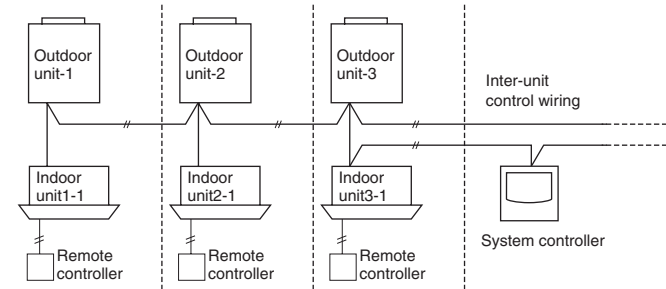 Outdoor
unit-1
Outdoor
unit-2
Outdoor
unit-3
Inter-unit
control wiring
Indoor
unit1-1
Indoor
unit2-1
Indoor
unit3-1
System controller
Remote
controller
Remote
controller
Remote
controller